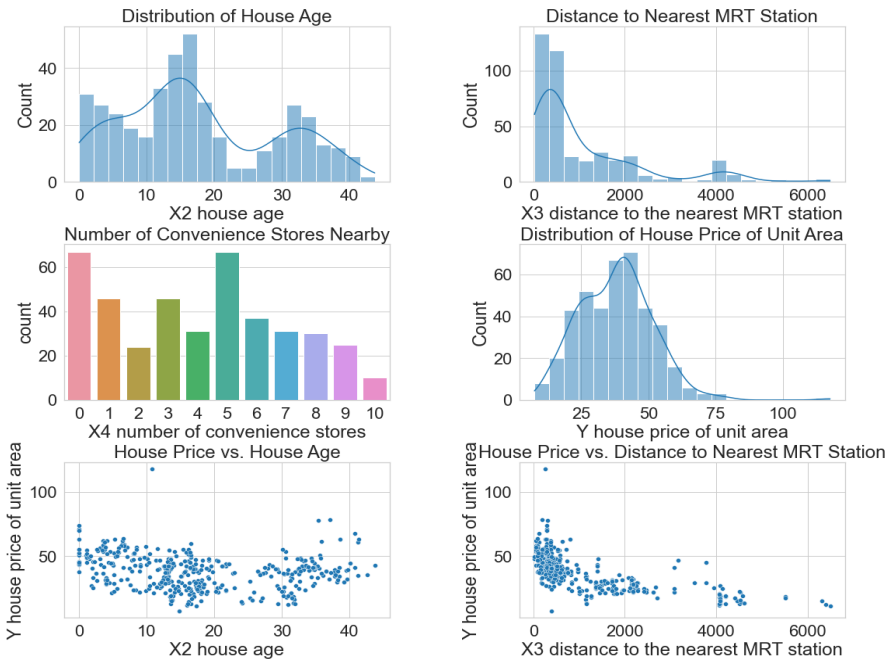 Distribution of House Age
Count
40
20
0
0 10 20 30 40
X2 house age
Distance to Nearest MRT Station
Count
100
50
0
0 2000 4000 6000
X3 distance to the nearest MRT station
Number of Convenience Stores Nearby
count
60
40
20
0
0 1 2 3 4 5 6 7 8 9 10
X4 number of convenience stores
Distribution of House Price of Unit Area
Count
60
40
20
0
25 50 75 100
Y house price of unit area
House Price vs. House Age
Y house price of unit area
100
50
0 10 20 30 40
X2 house age
House Price vs. Distance to Nearest MRT Station
Y house price of unit area
100
50
0 2000 4000 6000
X3 distance to the nearest MRT station